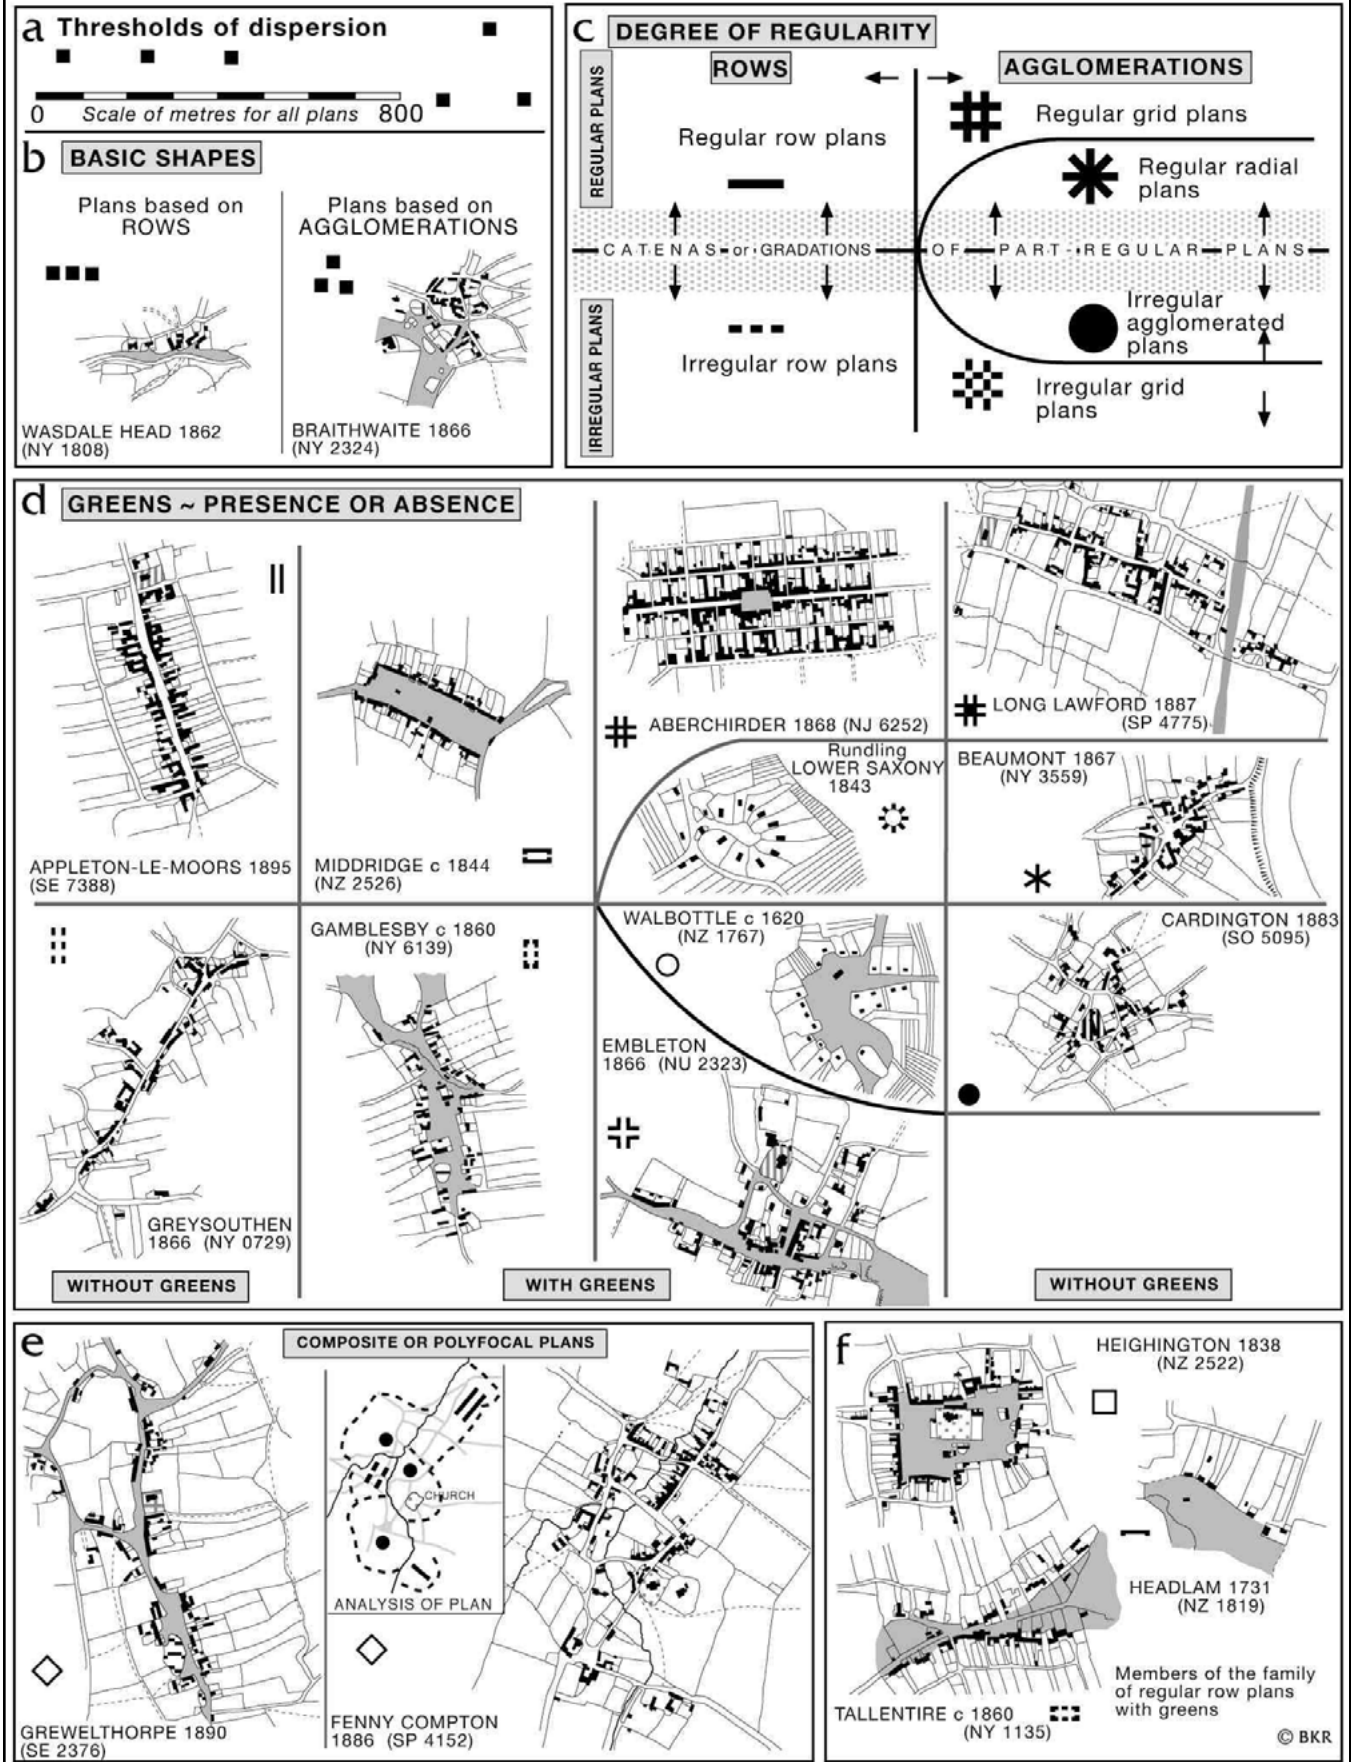 a Thresholds of dispersion
0 Scale of metres for all plans 800
b BASIC SHAPES
Plans based on
ROWS
WASDALE HEAD 1862
(NY 1808)
Plans based on
AGGLOMERATIONS
BRAITHWAITE 1866
(NY 2324)
c DEGREE OF REGULARITY
REGULAR PLANS
IRREGULAR PLANS
ROWS
AGGLOMERATIONS
Regular row plans
Regular grid plans
Regular radial
plans
CATENAS or GRADATIONS OF PART-REGULAR PLANS
Irregular row plans
Irregular
agglomerated
plans
Irregular grid
plans
d GREENS ~ PRESENCE OR ABSENCE
APPLETON-LE-MOORS 1895
(SE 7388)
MIDDRIDGE c 1844
(NZ 2526)
ABERCHIRDER 1868 (NJ 6252)
LONG LAWFORD 1887
(SP 4775)
Rundling
LOWER SAXONY
1843
BEAUMONT 1867
(NY 3559)
GREYSOUTHEN
1866 (NY 0729)
GAMBLESBY c 1860
(NY 6139)
WALBOTTLE c 1620
(NZ 1767)
EMBLETON
1866 (NU 2323)
CARDINGTON 1883
(SO 5095)
WITHOUT GREENS
WITH GREENS
WITHOUT GREENS
e COMPOSITE OR POLYFOCAL PLANS
GREWELTHORPE 1890
(SE 2376)
CHURCH
ANALYSIS OF PLAN
FENNY COMPTON
1886 (SP 4152)
f
HEIGHINGTON 1838
(NZ 2522)
HEADLAM 1731
(NZ 1819)
TALLENTIRE c 1860
(NY 1135)
Members of the family
of regular row plans
with greens
© BKR